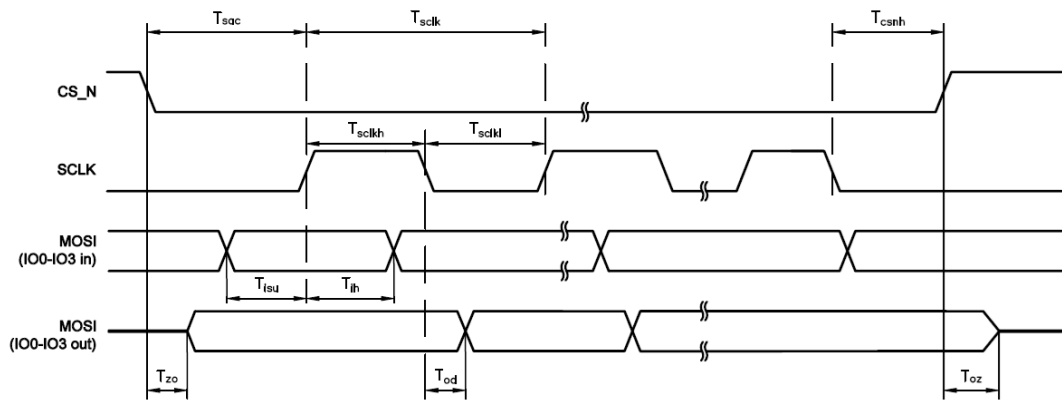 Tsqc
Tsclk
Tcsnh
CS_N
Tsclkh
Tsclkl
SCLK
MOSI
(IO0-IO3 in)
Tisu
Tih
MOSI
(IO0-IO3 out)
Tzo
Tod
Toz